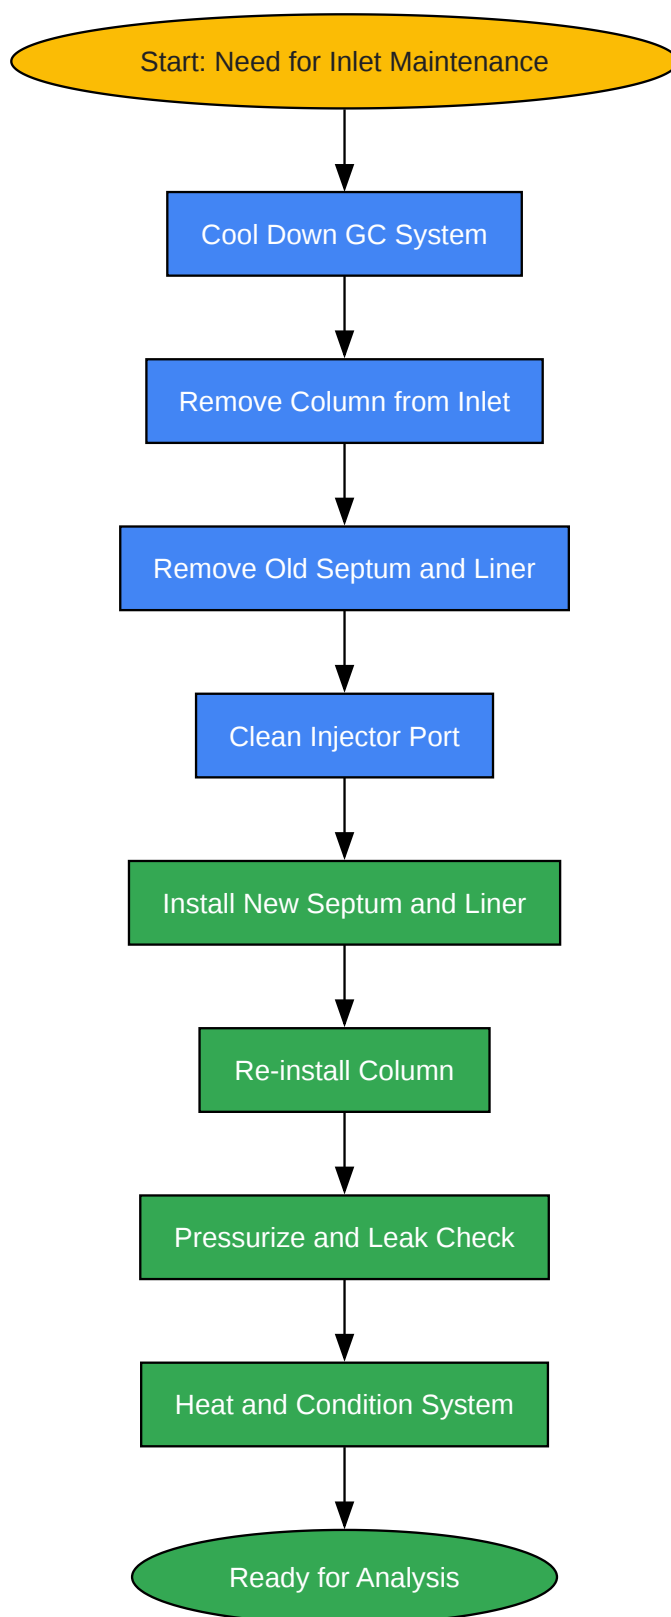 Start: Need for Inlet Maintenance
Cool Down GC System
Remove Column from Inlet
Remove Old Septum and Liner
Clean Injector Port
Install New Septum and Liner
Re-install Column
Pressurize and Leak Check
Heat and Condition System
Ready for Analysis